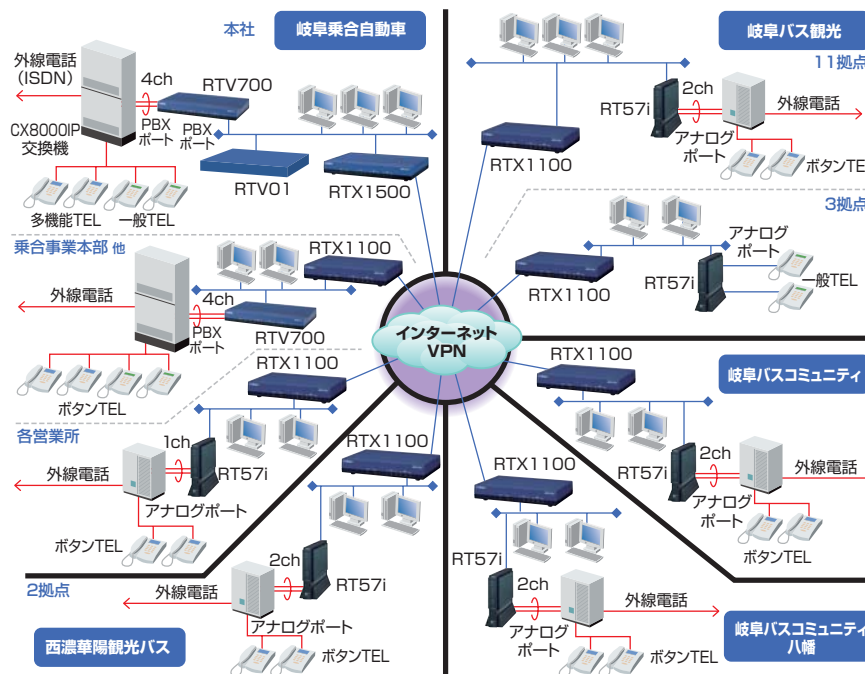 本社
岐阜乗合自動車
外線電話
(ISDN)
4ch
RTV700
CX8000IP
交換機
PBX
ポート
PBX
ポート
RTV01
RTX1500
多機能TEL
一般TEL
岐阜バス観光
11拠点
RT57i
2ch
外線電話
アナログ
ポート
RTX1100
ボタンTE
3拠点
アナログ
ポート
RTX1100
RT57i
一般TEL
乗合事業本部 他
RTX1100
外線電話
4ch
PBX
ポート
RTV700
ボタンTEL
インターネット
VPN
各営業所
RTX1100
1ch
外線電話
RT57i
アナログポート
ボタンTEL
RTX1100
岐阜バスコミュニティ
RT57i
2ch
外線電話
アナログ
ポート
ボタンTEL
2拠点
RTX1100
2ch
RT57i
外線電話
アナログポート
ボタンTEL
西濃華陽観光バス
RTX1100
RT57i
2ch
外線電話
アナログ
ポート
ボタンTEL
岐阜バスコミュニティ
八幡